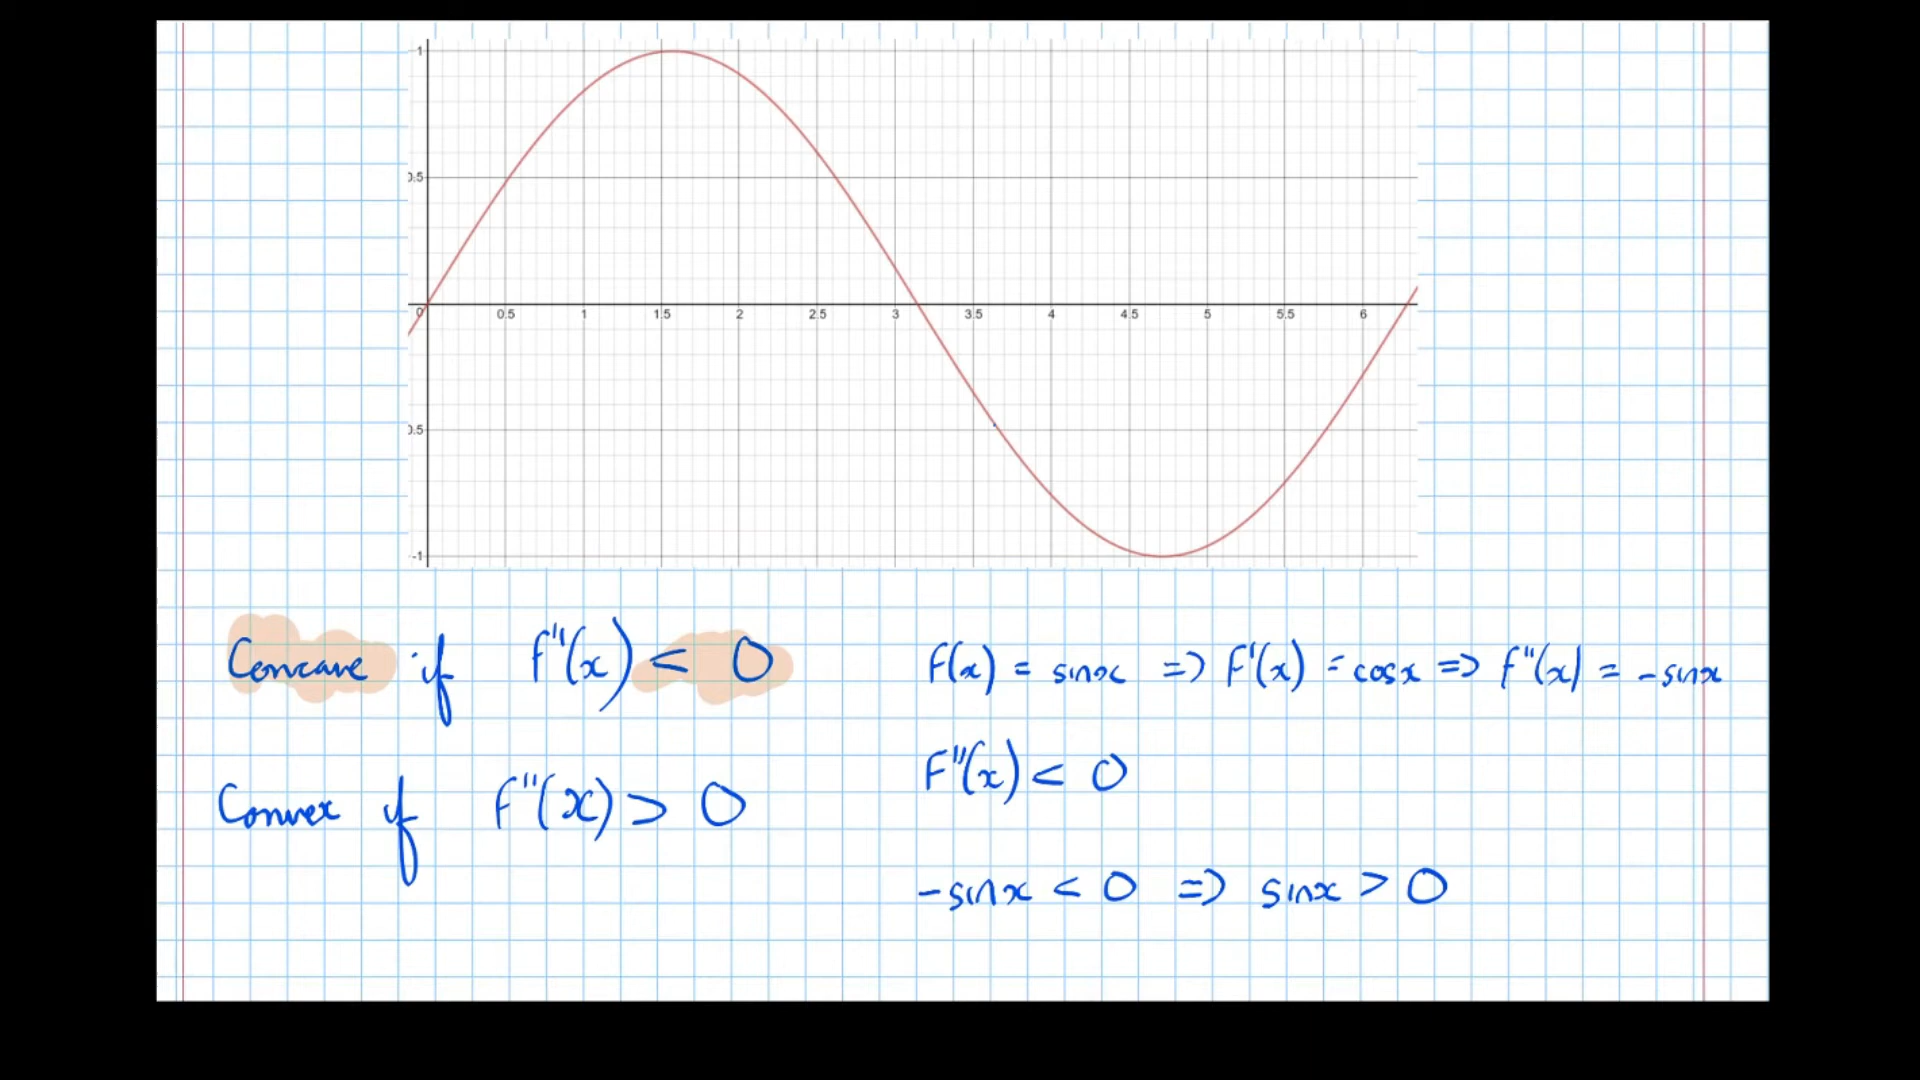 1
0.5
0 0.5 1 1.5 2 2.5 3 3.5 4 4.5 5 5.5 6
0.5
-1
Concave if f''(x) < 0
Convex if f''(x) > 0
f(x) = sinx => f'(x) = cosx => f''(x) = -sinx
f''(x) < 0
-sinx < 0 => sinx > 0